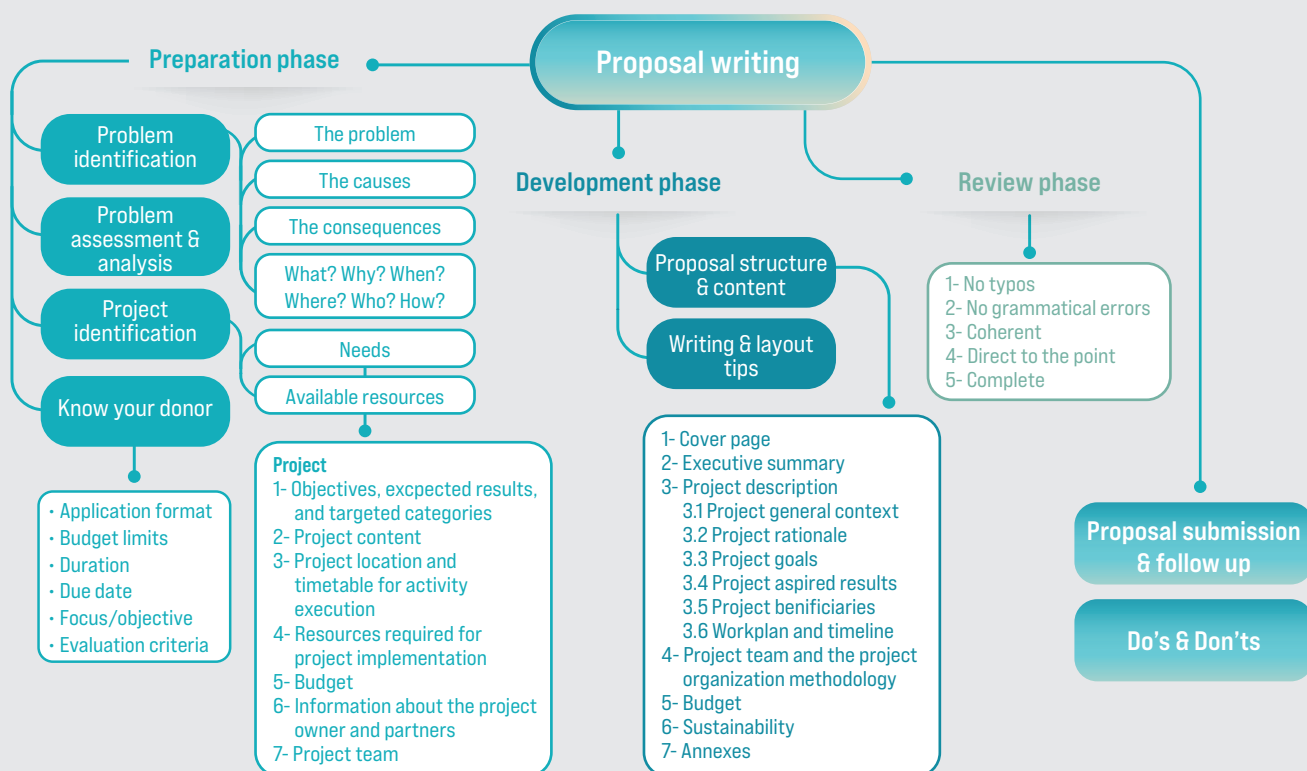 Proposal writing
Preparation phase
Problem
identification
Problem
assessment &
analysis
Project
identification
Know your donor
The problem
The causes
The consequences
What? Why? When?
Where? Who? How?
Needs
Available resources
• Application format
• Budget limits
• Duration
• Due date
• Focus/objective
• Evaluation criteria
Project
1- Objectives, excpected results,
and targeted categories
2- Project content
3- Project location and
timetable for activity
execution
4- Resources required for
project implementation
5- Budget
6- Information about the project
owner and partners
7- Project team
Development phase
Proposal structure
& content
Writing & layout
tips
1- Cover page
2- Executive summary
3- Project description
3.1 Project general context
3.2 Project rationale
3.3 Project goals
3.4 Project aspired results
3.5 Project benificiaries
3.6 Workplan and timeline
4- Project team and the project
organization methodology
5- Budget
6- Sustainability
7- Annexes
Review phase
1- No typos
2- No grammatical errors
3- Coherent
4- Direct to the point
5- Complete
Proposal submission
& follow up
Do's & Don'ts